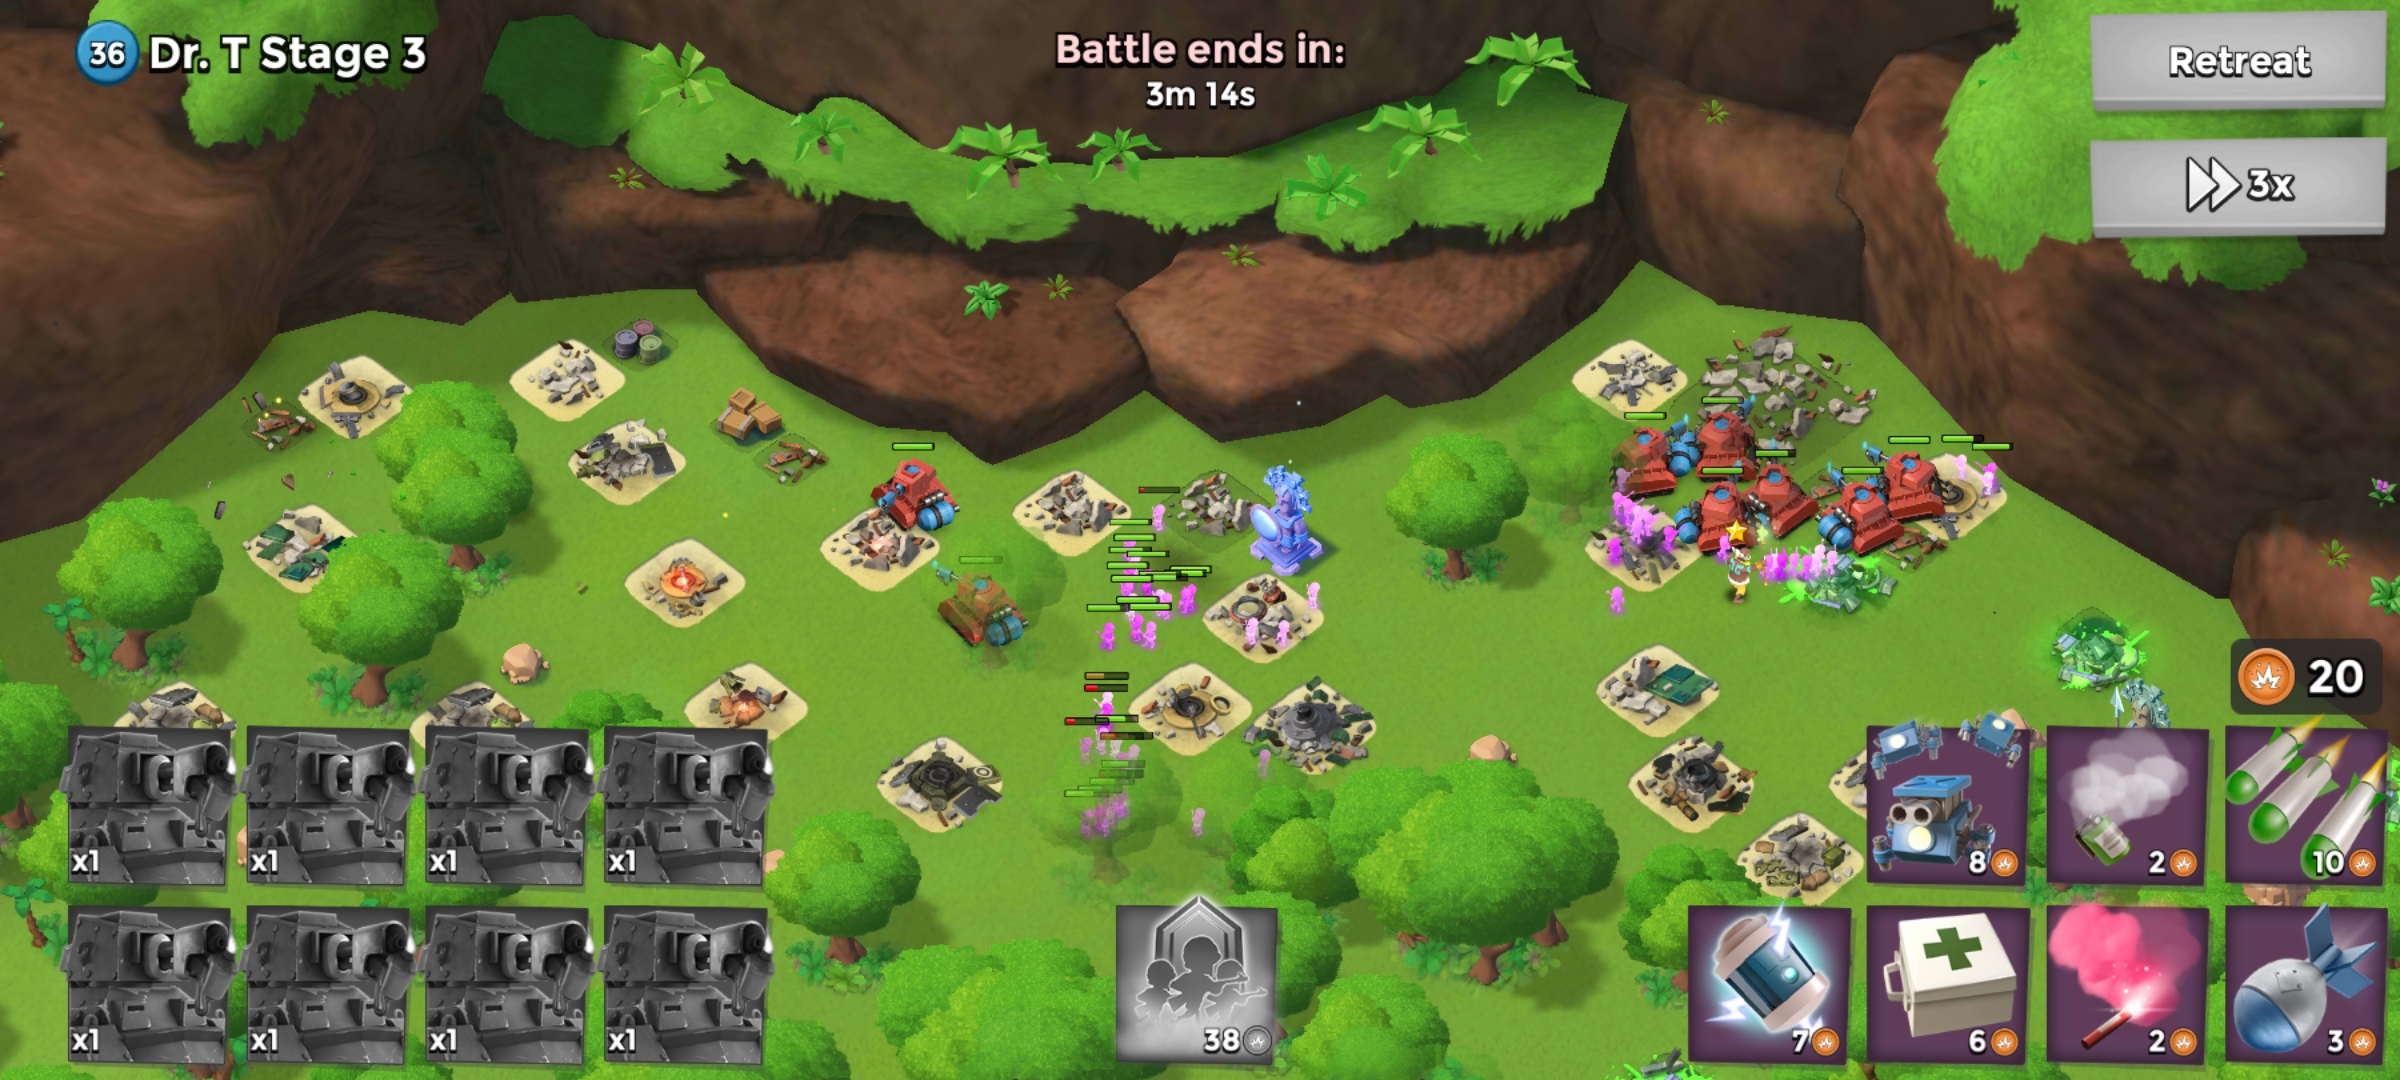 36 Dr. T Stage 3
Battle ends in:
3m 14s
Retreat
3x
20
x1
x1
x1
x1
8
2
10
x1
x1
x1
x1
38
7
6
2
3